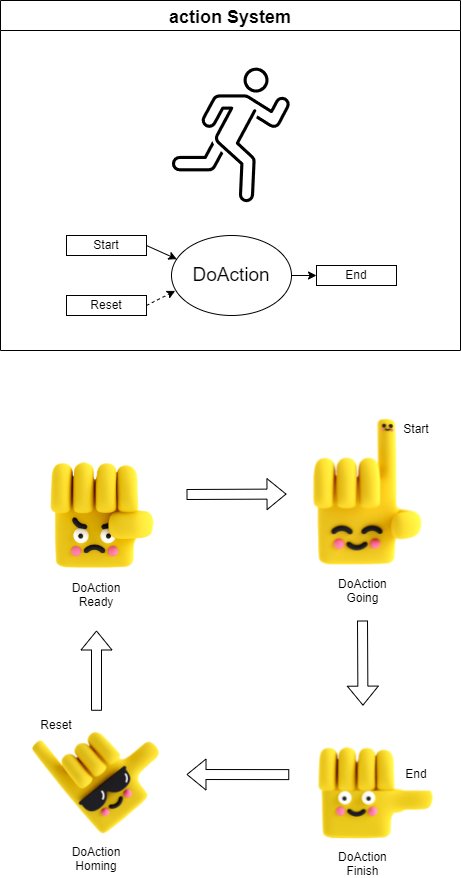 action System
Start
DoAction
End
Reset
Start
DoAction
Ready
DoAction
Going
Reset
End
DoAction
Homing
DoAction
Finish